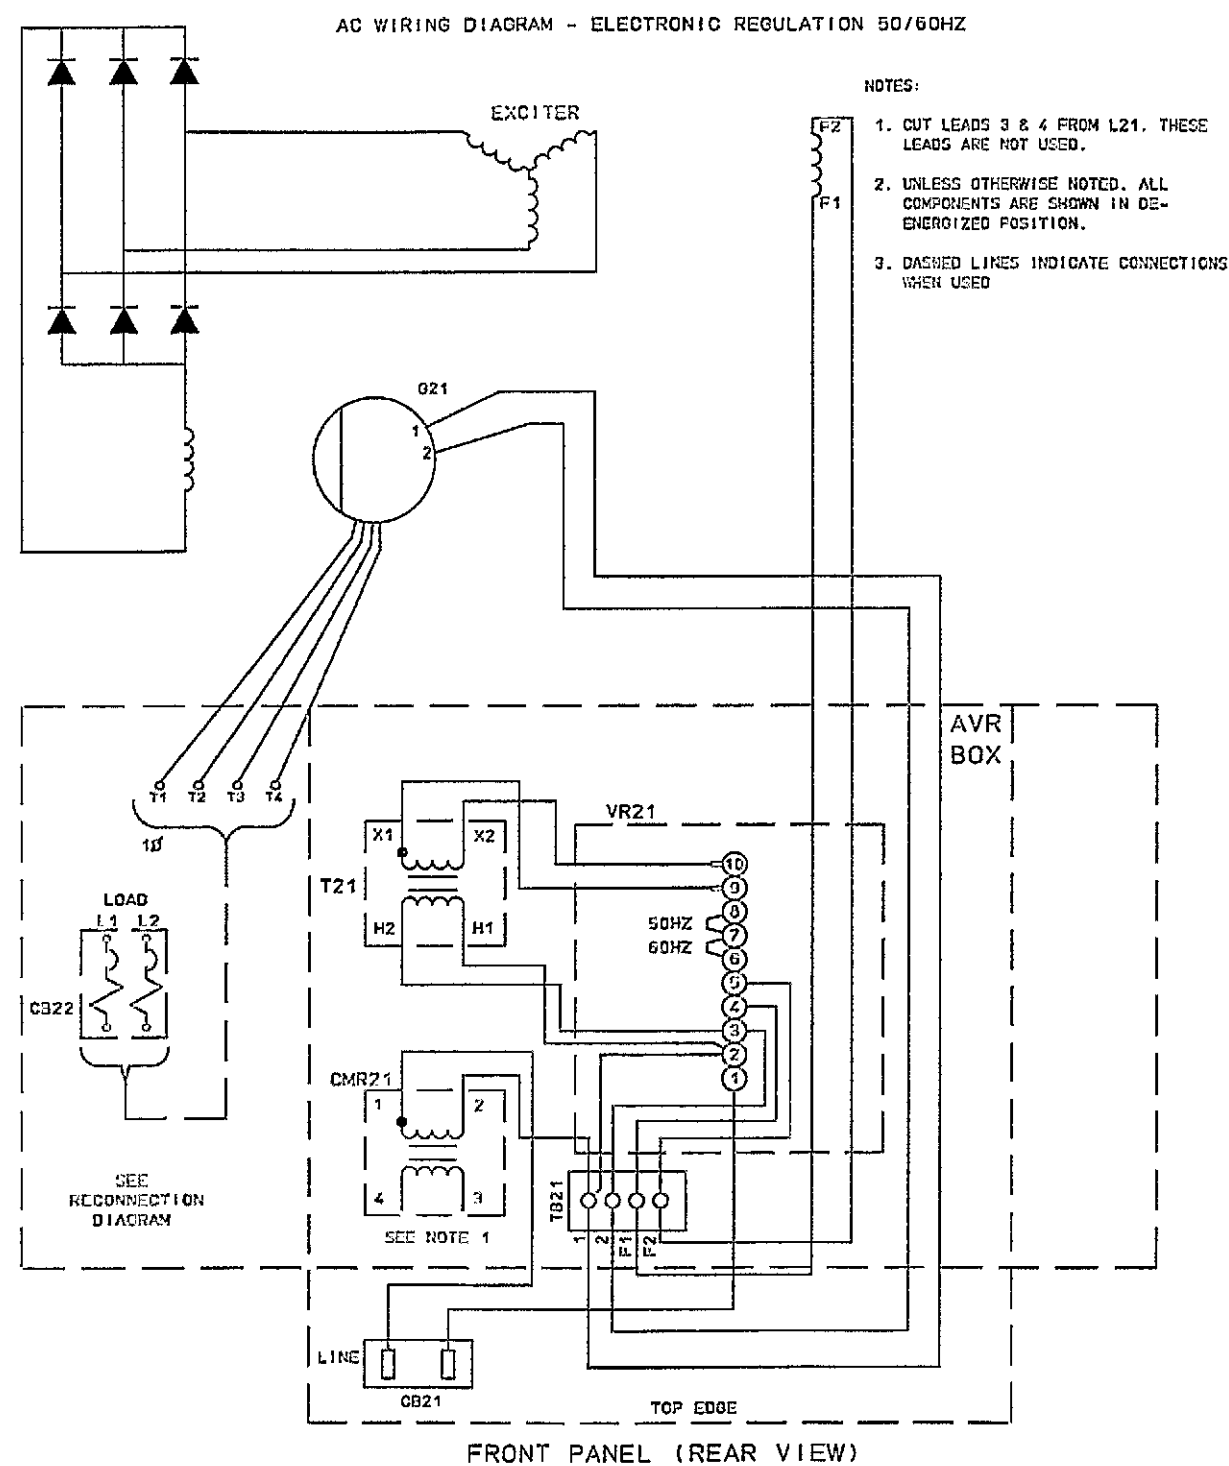 AC WIRING DIAGRAM - ELECTRONIC REGULATION 50/60HZ
NOTES:
1. CUT LEADS 3 & 4 FROM L21. THESE
LEADS ARE NOT USED.
2. UNLESS OTHERWISE NOTED. ALL
COMPONENTS ARE SHOWN IN DE-
ENERGIZED POSITION.
3. DASHED LINES INDICATE CONNECTIONS
WHEN USED
EXCITER
F2
F1
G21
1
2
AVR
BOX
T1 T2 T3 T4
1Ø
VR21
X1 X2
T21
H2 H1
10
9
8
50HZ
7
60HZ
6
5
4
3
2
1
LOAD
L1 L2
CB22
CMR21
1 2
4 3
SEE NOTE 1
SEE
RECONNECTION
DIAGRAM
TB21
1 2 F1 F2
LINE
CB21
TOP EDGE
FRONT PANEL (REAR VIEW)